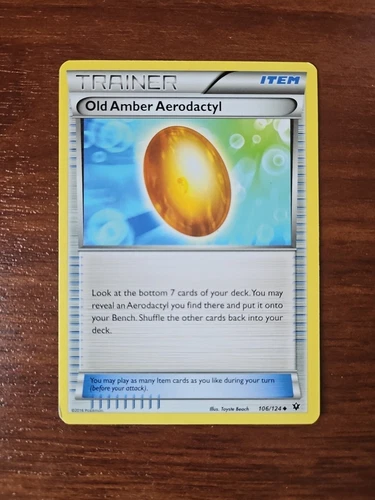 TRAINER
ITEM
Old Amber Aerodactyl
Look at the bottom 7 cards of your deck. You may
reveal an Aerodactyl you find there and put it onto
your Bench. Shuffle the other cards back into your
deck.
You may play as many Item cards as you like during your turn
(before your attack).
©2016 Pokémon
Illus. Toyste Beach
106/124